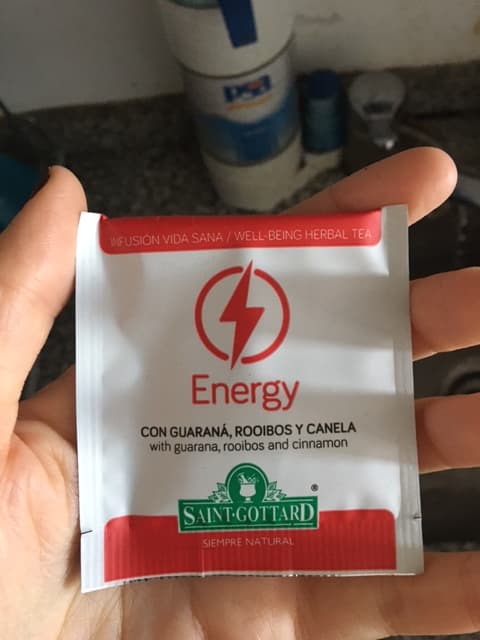 PSA
INFUSIÓN VIDA SANA / WELL-BEING HERBAL TEA
Energy
CON GUARANÁ, ROOIBOS Y CANELA
with guarana, rooibos and cinnamon
SAINT-GOTTARD
®
SIEMPRE NATURAL